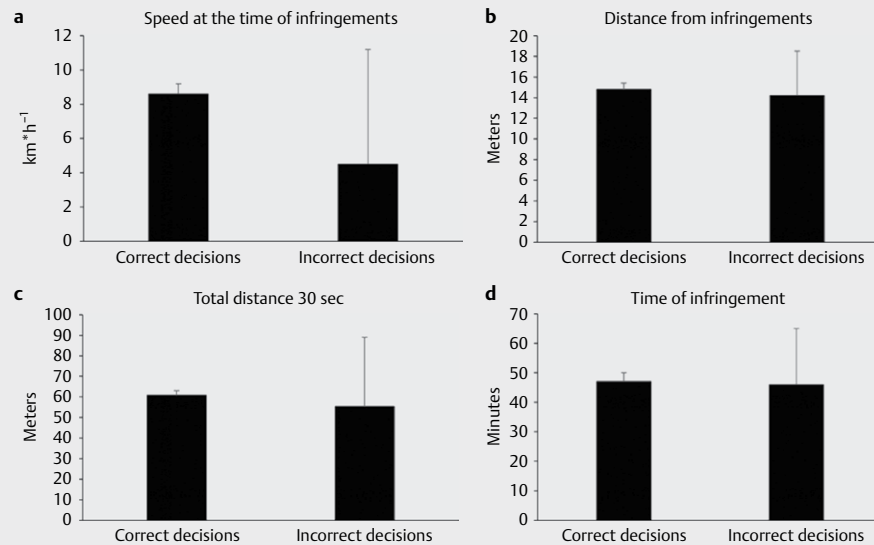 a
Speed at the time of infringements
12
10
8
6
4
2
0
km*h⁻¹
Correct decisions
Incorrect decisions
b
Distance from infringements
20
18
16
14
12
10
8
6
4
2
0
Meters
Correct decisions
Incorrect decisions
c
Total distance 30 sec
100
90
80
70
60
50
40
30
20
10
0
Meters
Correct decisions
Incorrect decisions
d
Time of infringement
70
60
50
40
30
20
10
0
Minutes
Correct decisions
Incorrect decisions